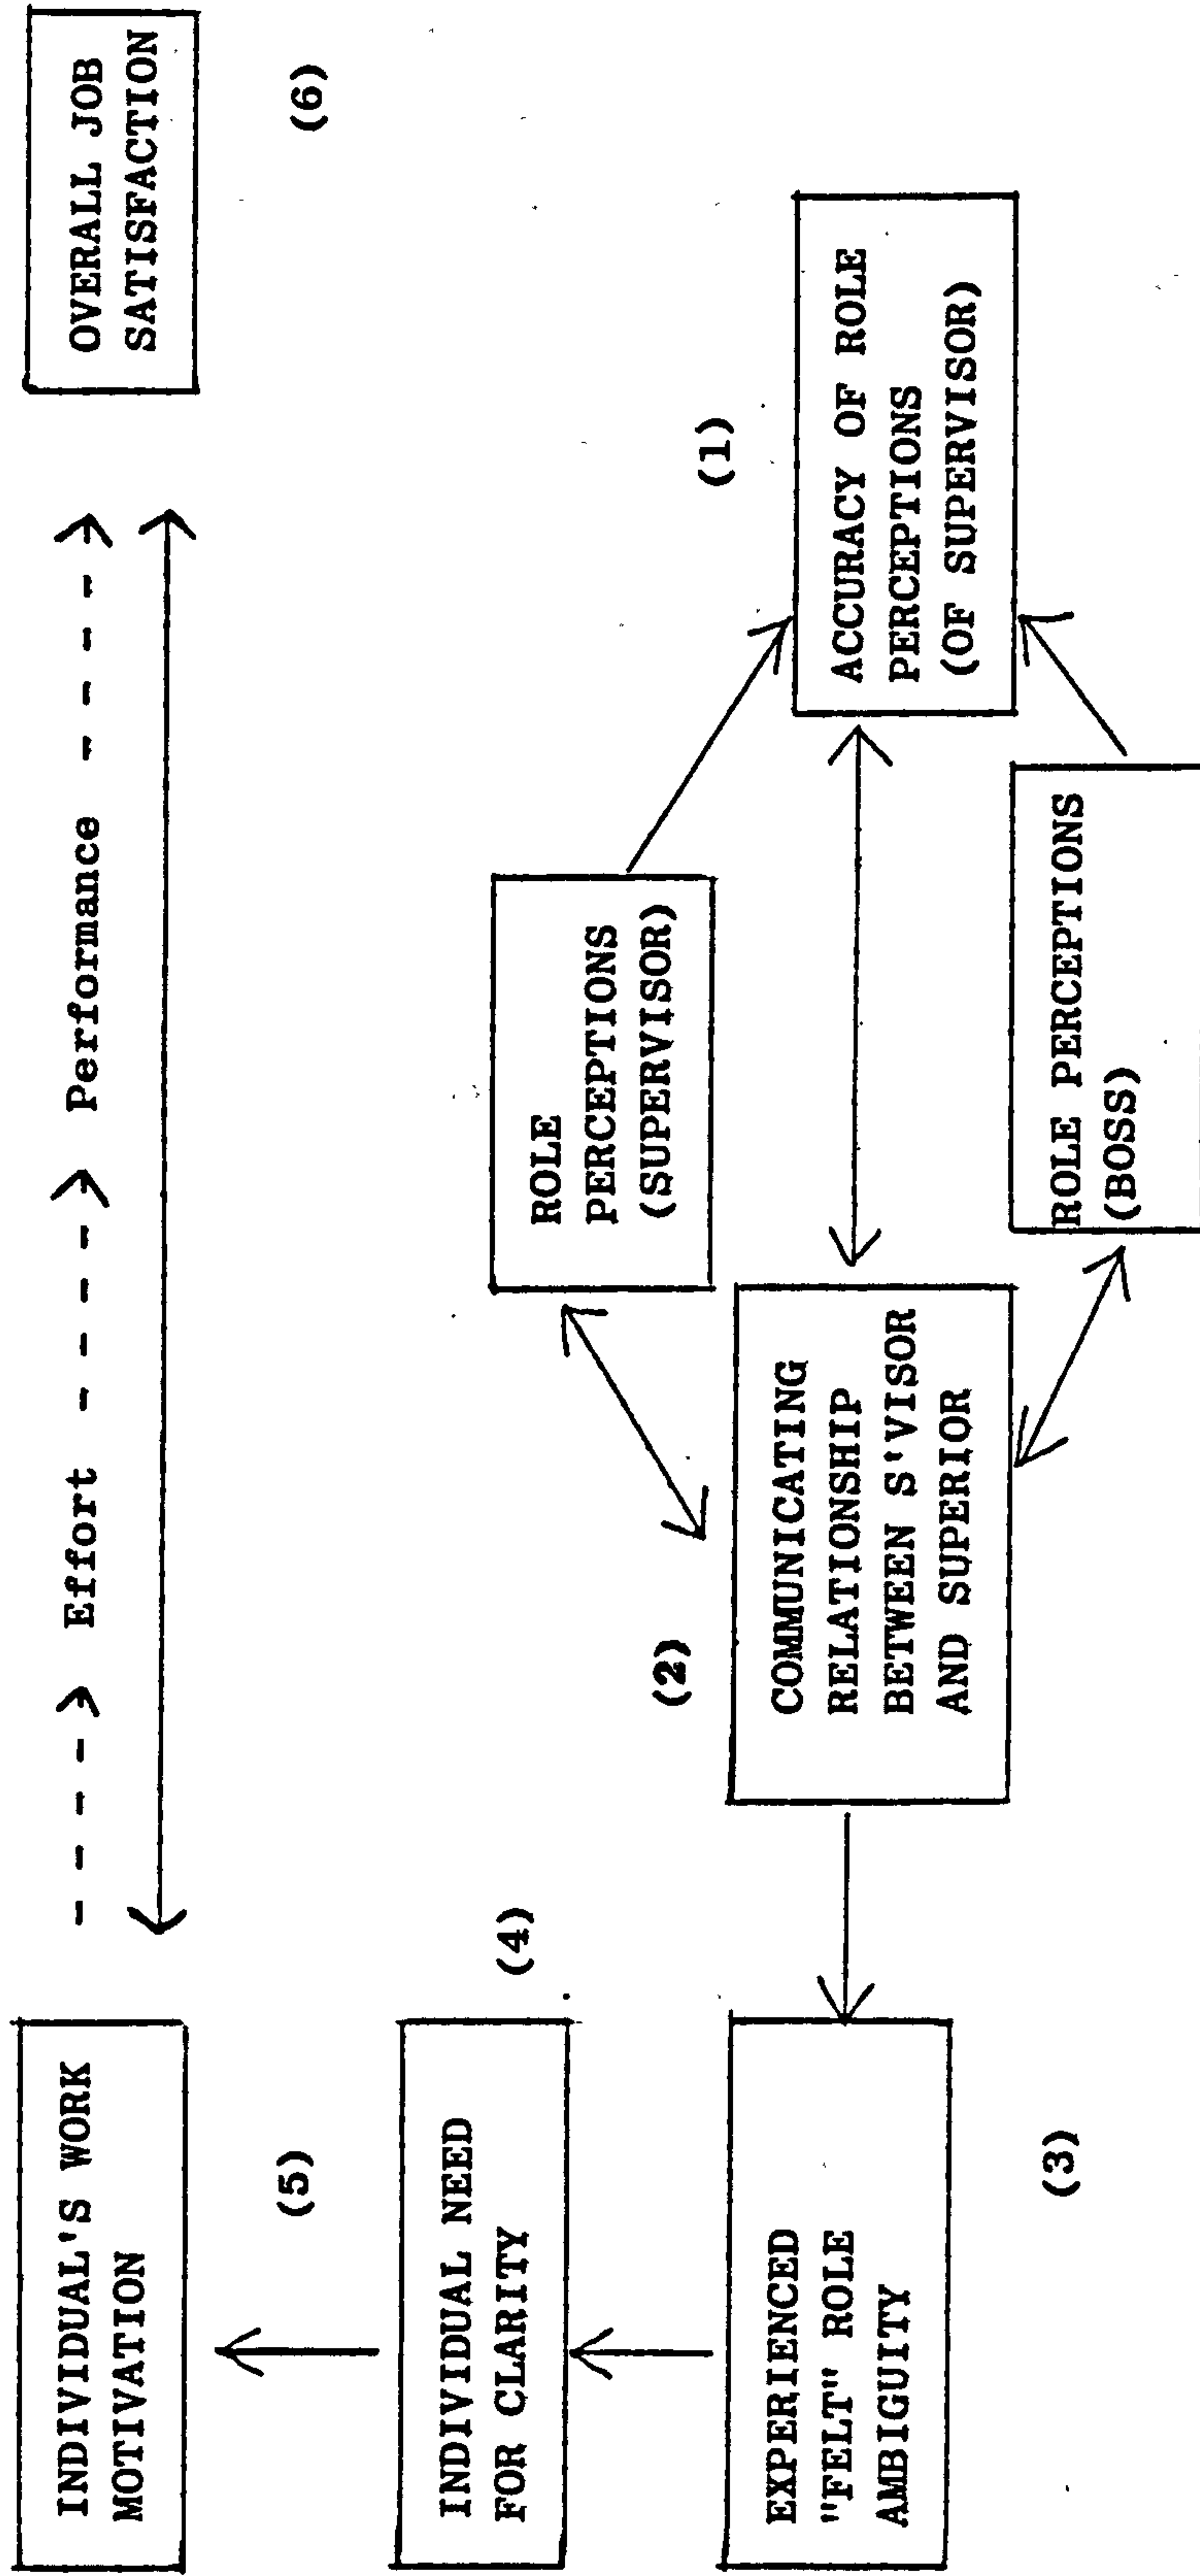 INDIVIDUAL'S WORK
MOTIVATION
Effort
Performance
OVERALL JOB
SATISFACTION
(5)
(6)
INDIVIDUAL NEED
FOR CLARITY
(4)
ROLE
PERCEPTIONS
(SUPERVISOR)
(1)
(2)
EXPERIENCED
"FELT" ROLE
AMBIGUITY
(3)
COMMUNICATING
RELATIONSHIP
BETWEEN S'VISOR
AND SUPERIOR
ACCURACY OF ROLE
PERCEPTIONS
(OF SUPERVISOR)
ROLE PERCEPTIONS
(BOSS)